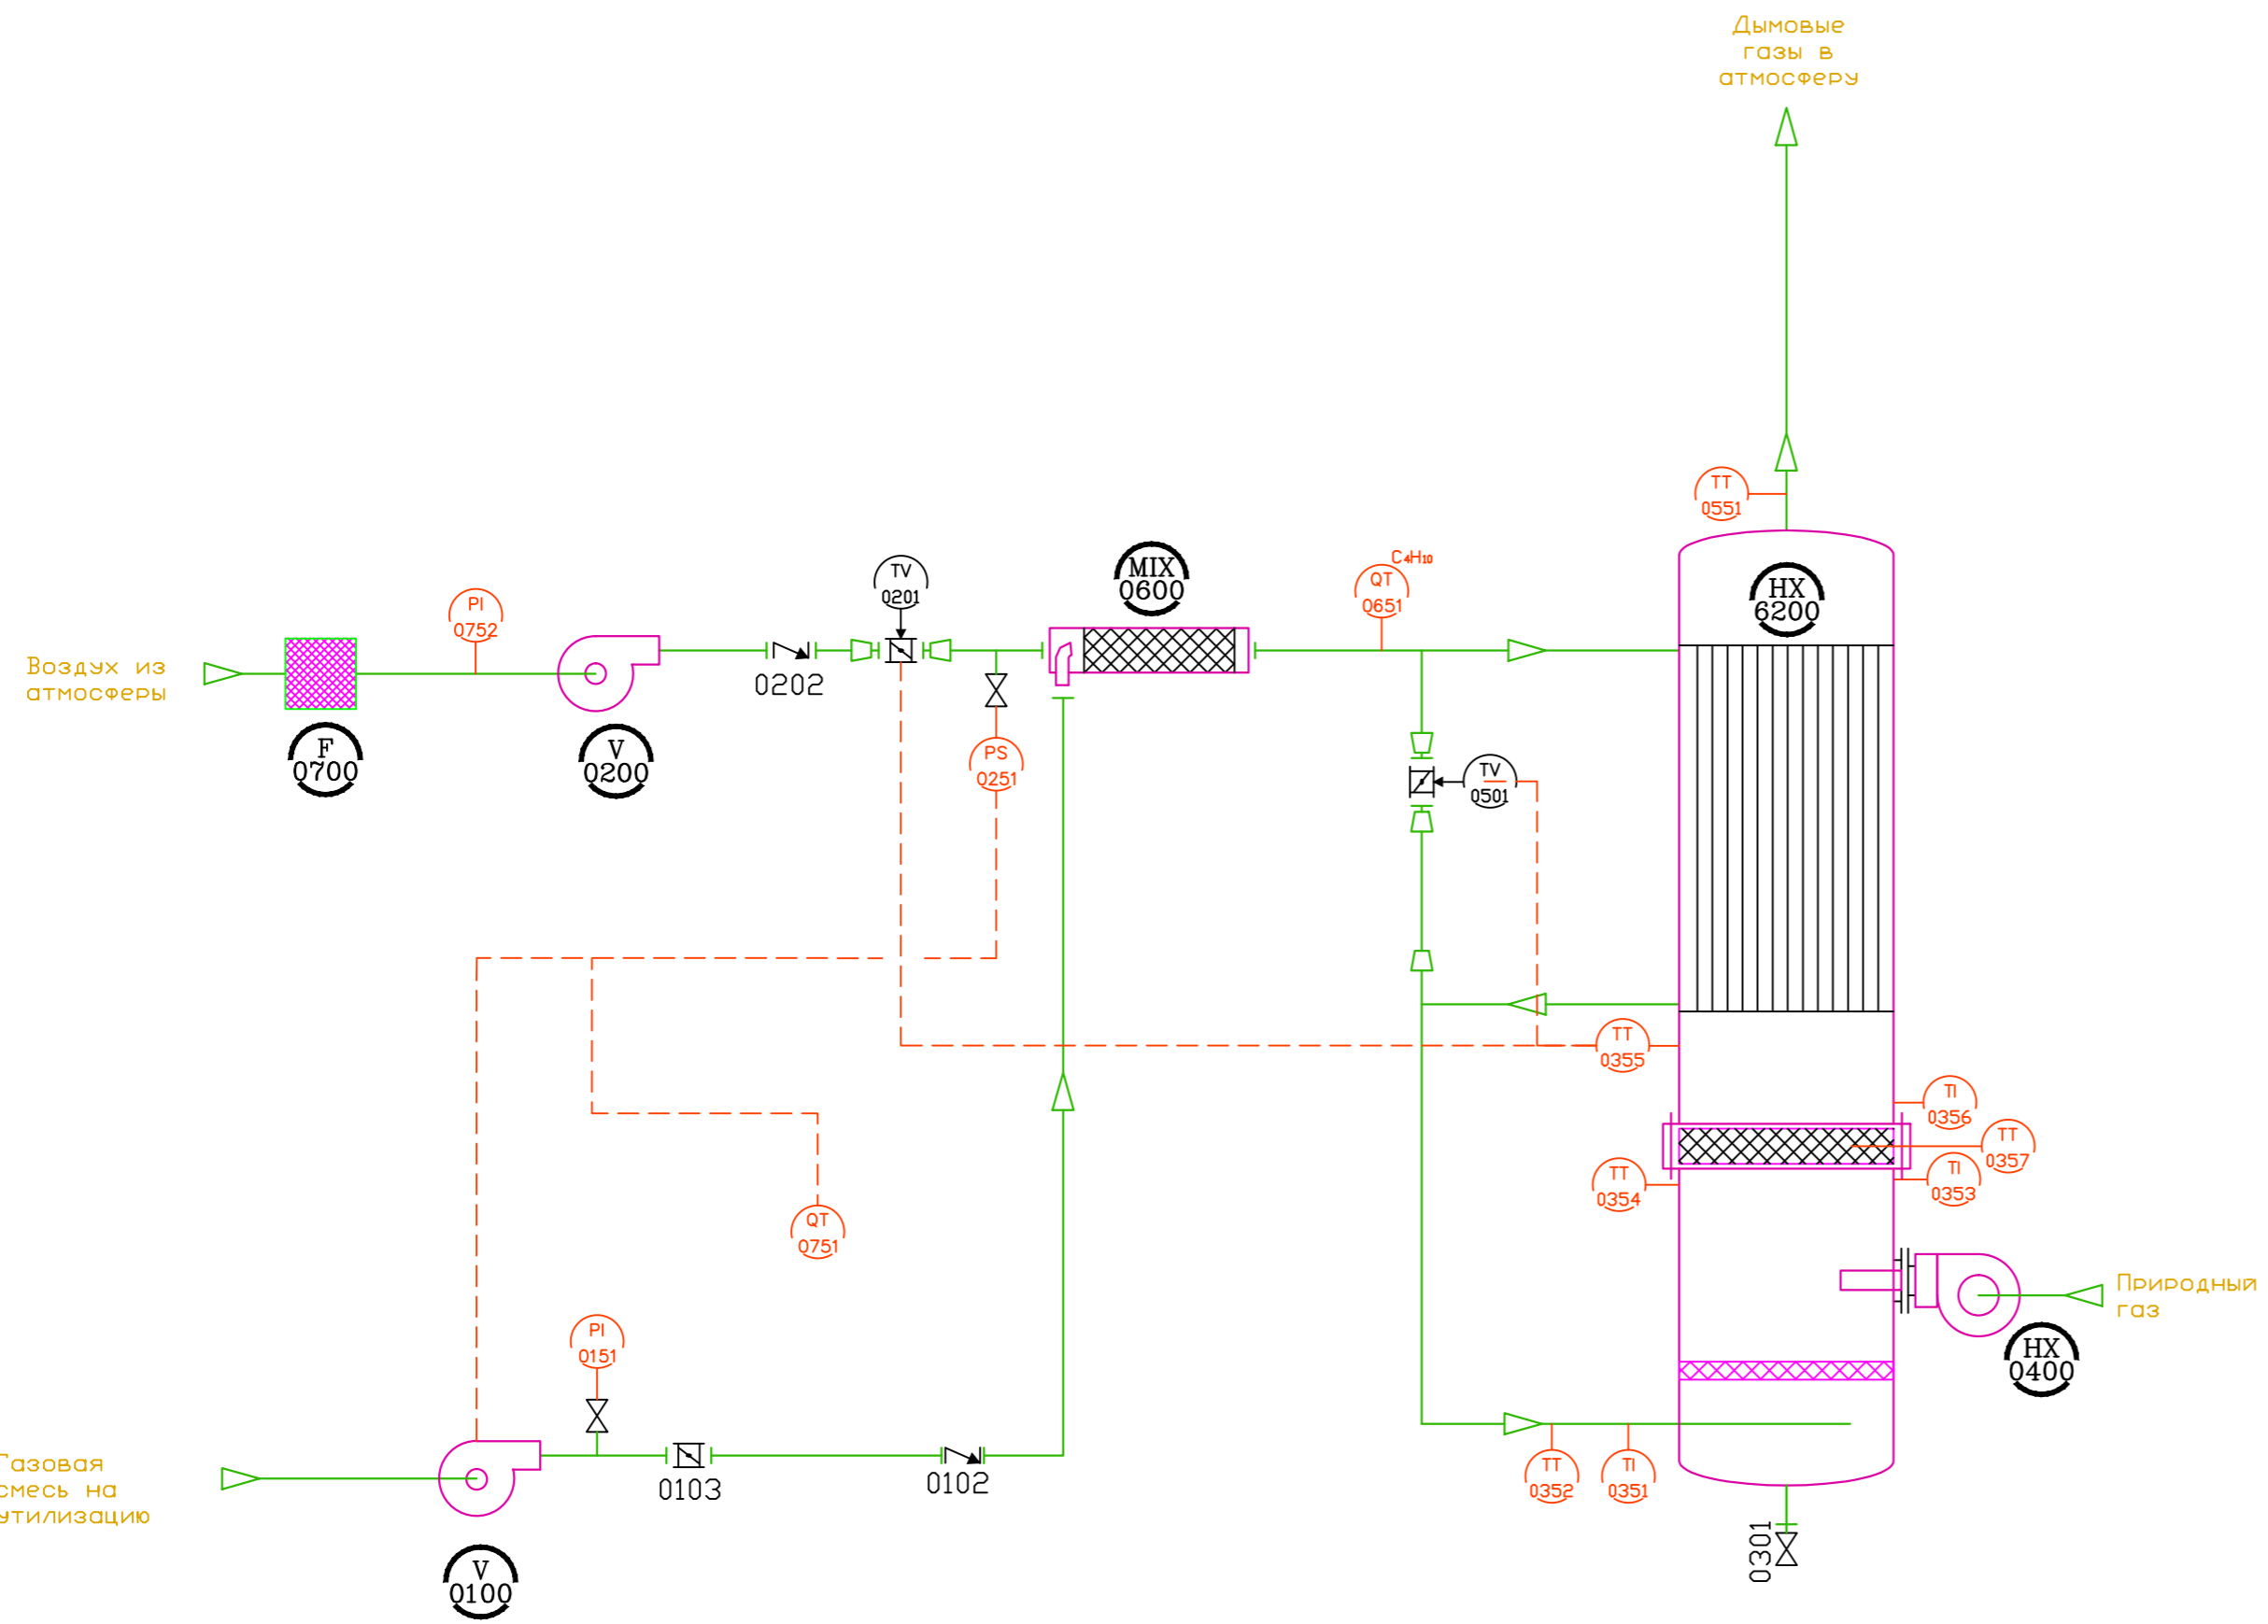 Дымовые
газы в
атмосферу
TT
0551
HX
6200
C4H10
QT
0651
MIX
0600
TV
0201
PI
0752
Воздух из
атмосферы
0202
F
0700
V
0200
PS
0251
TV
0501
TT
0355
TI
0356
TT
0357
TT
0354
TI
0353
QT
0751
Природный
газ
HX
0400
PI
0151
Газовая
смесь на
утилизацию
0103
0102
TT
0352
TI
0351
0301
V
0100